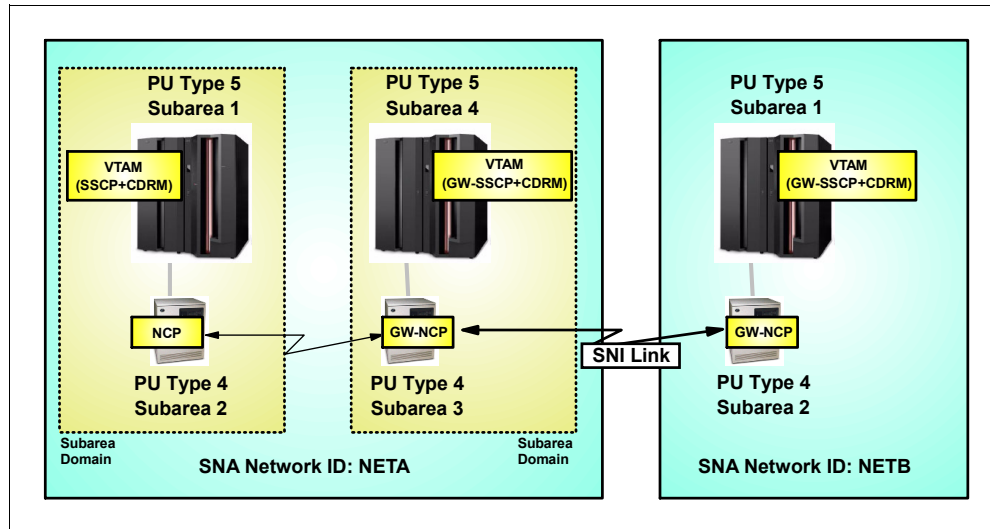 PU Type 5
Subarea 1
VTAM
(SSCP+CDRM)
NCP
PU Type 4
Subarea 2
Subarea
Domain
PU Type 5
Subarea 4
VTAM
(GW-SSCP+CDRM)
GW-NCP
PU Type 4
Subarea 3
Subarea
Domain
SNA Network ID: NETA
SNI Link
PU Type 5
Subarea 1
VTAM
(GW-SSCP+CDRM)
GW-NCP
PU Type 4
Subarea 2
SNA Network ID: NETB